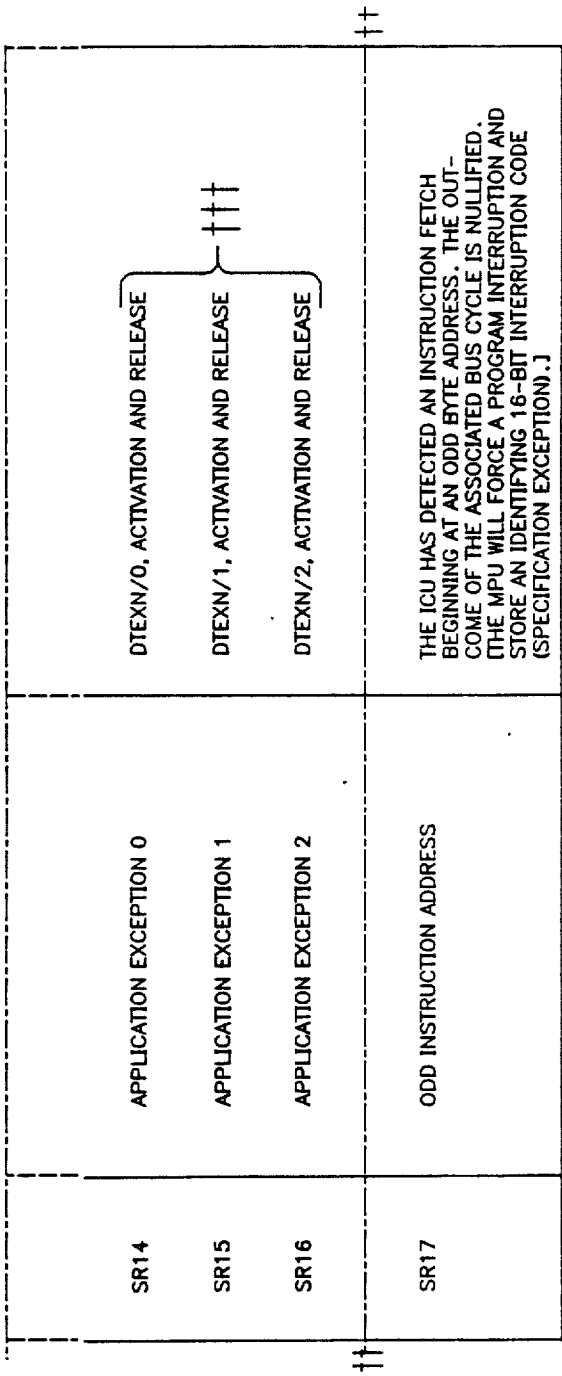 SR14 APPLICATION EXCEPTION 0 DTEXN/0, ACTIVATION AND RELEASE
SR15 APPLICATION EXCEPTION 1 DTEXN/1, ACTIVATION AND RELEASE †††
SR16 APPLICATION EXCEPTION 2 DTEXN/2, ACTIVATION AND RELEASE
†† ††
SR17 ODD INSTRUCTION ADDRESS THE ICU HAS DETECTED AN INSTRUCTION FETCH
BEGINNING AT AN ODD BYTE ADDRESS. THE OUT-
COME OF THE ASSOCIATED BUS CYCLE IS NULLIFIED.
[THE MPU WILL FORCE A PROGRAM INTERRUPTION AND
STORE AN IDENTIFYING 16-BIT INTERRUPTION CODE
(SPECIFICATION EXCEPTION).]